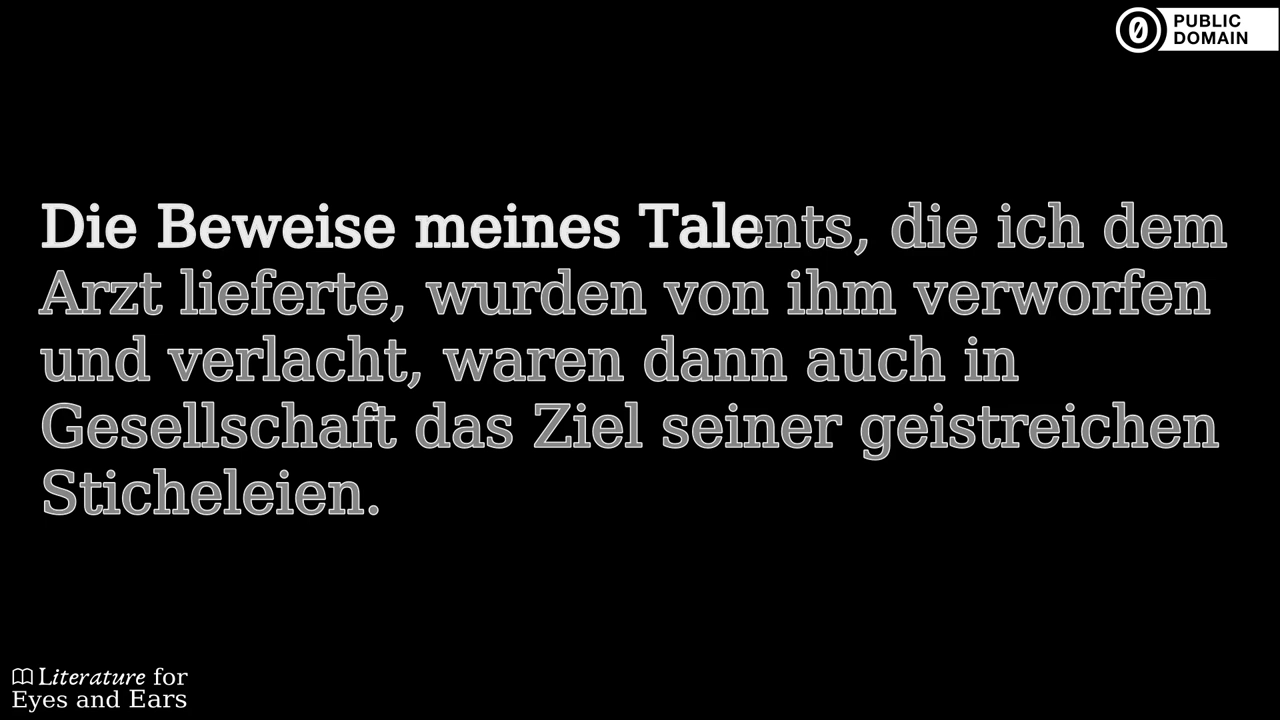 PUBLIC
DOMAIN
Die Beweise meines Talents, die ich dem
Arzt lieferte, wurden von ihm verworfen
und verlacht, waren dann auch in
Gesellschaft das Ziel seiner geistreichen
Sticheleien.
Literature for
Eyes and Ears